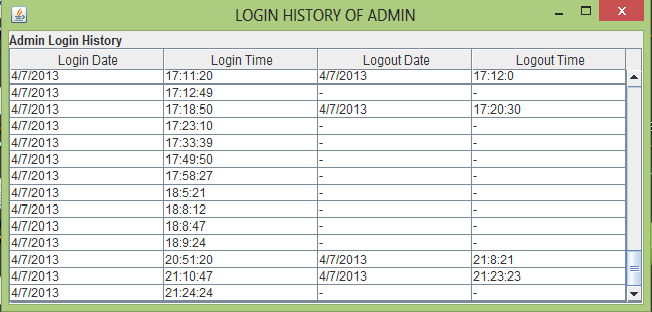 LOGIN HISTORY OF ADMIN
Admin Login History
Login Date Login Time Logout Date Logout Time
4/7/2013 17:11:20 4/7/2013 17:12:0
4/7/2013 17:12:49 - -
4/7/2013 17:18:50 4/7/2013 17:20:30
4/7/2013 17:23:10 - -
4/7/2013 17:33:39 - -
4/7/2013 17:49:50 - -
4/7/2013 17:58:27 - -
4/7/2013 18:5:21 - -
4/7/2013 18:8:12 - -
4/7/2013 18:8:47 - -
4/7/2013 18:9:24 - -
4/7/2013 20:51:20 4/7/2013 21:8:21
4/7/2013 21:10:47 4/7/2013 21:23:23
4/7/2013 21:24:24 - -